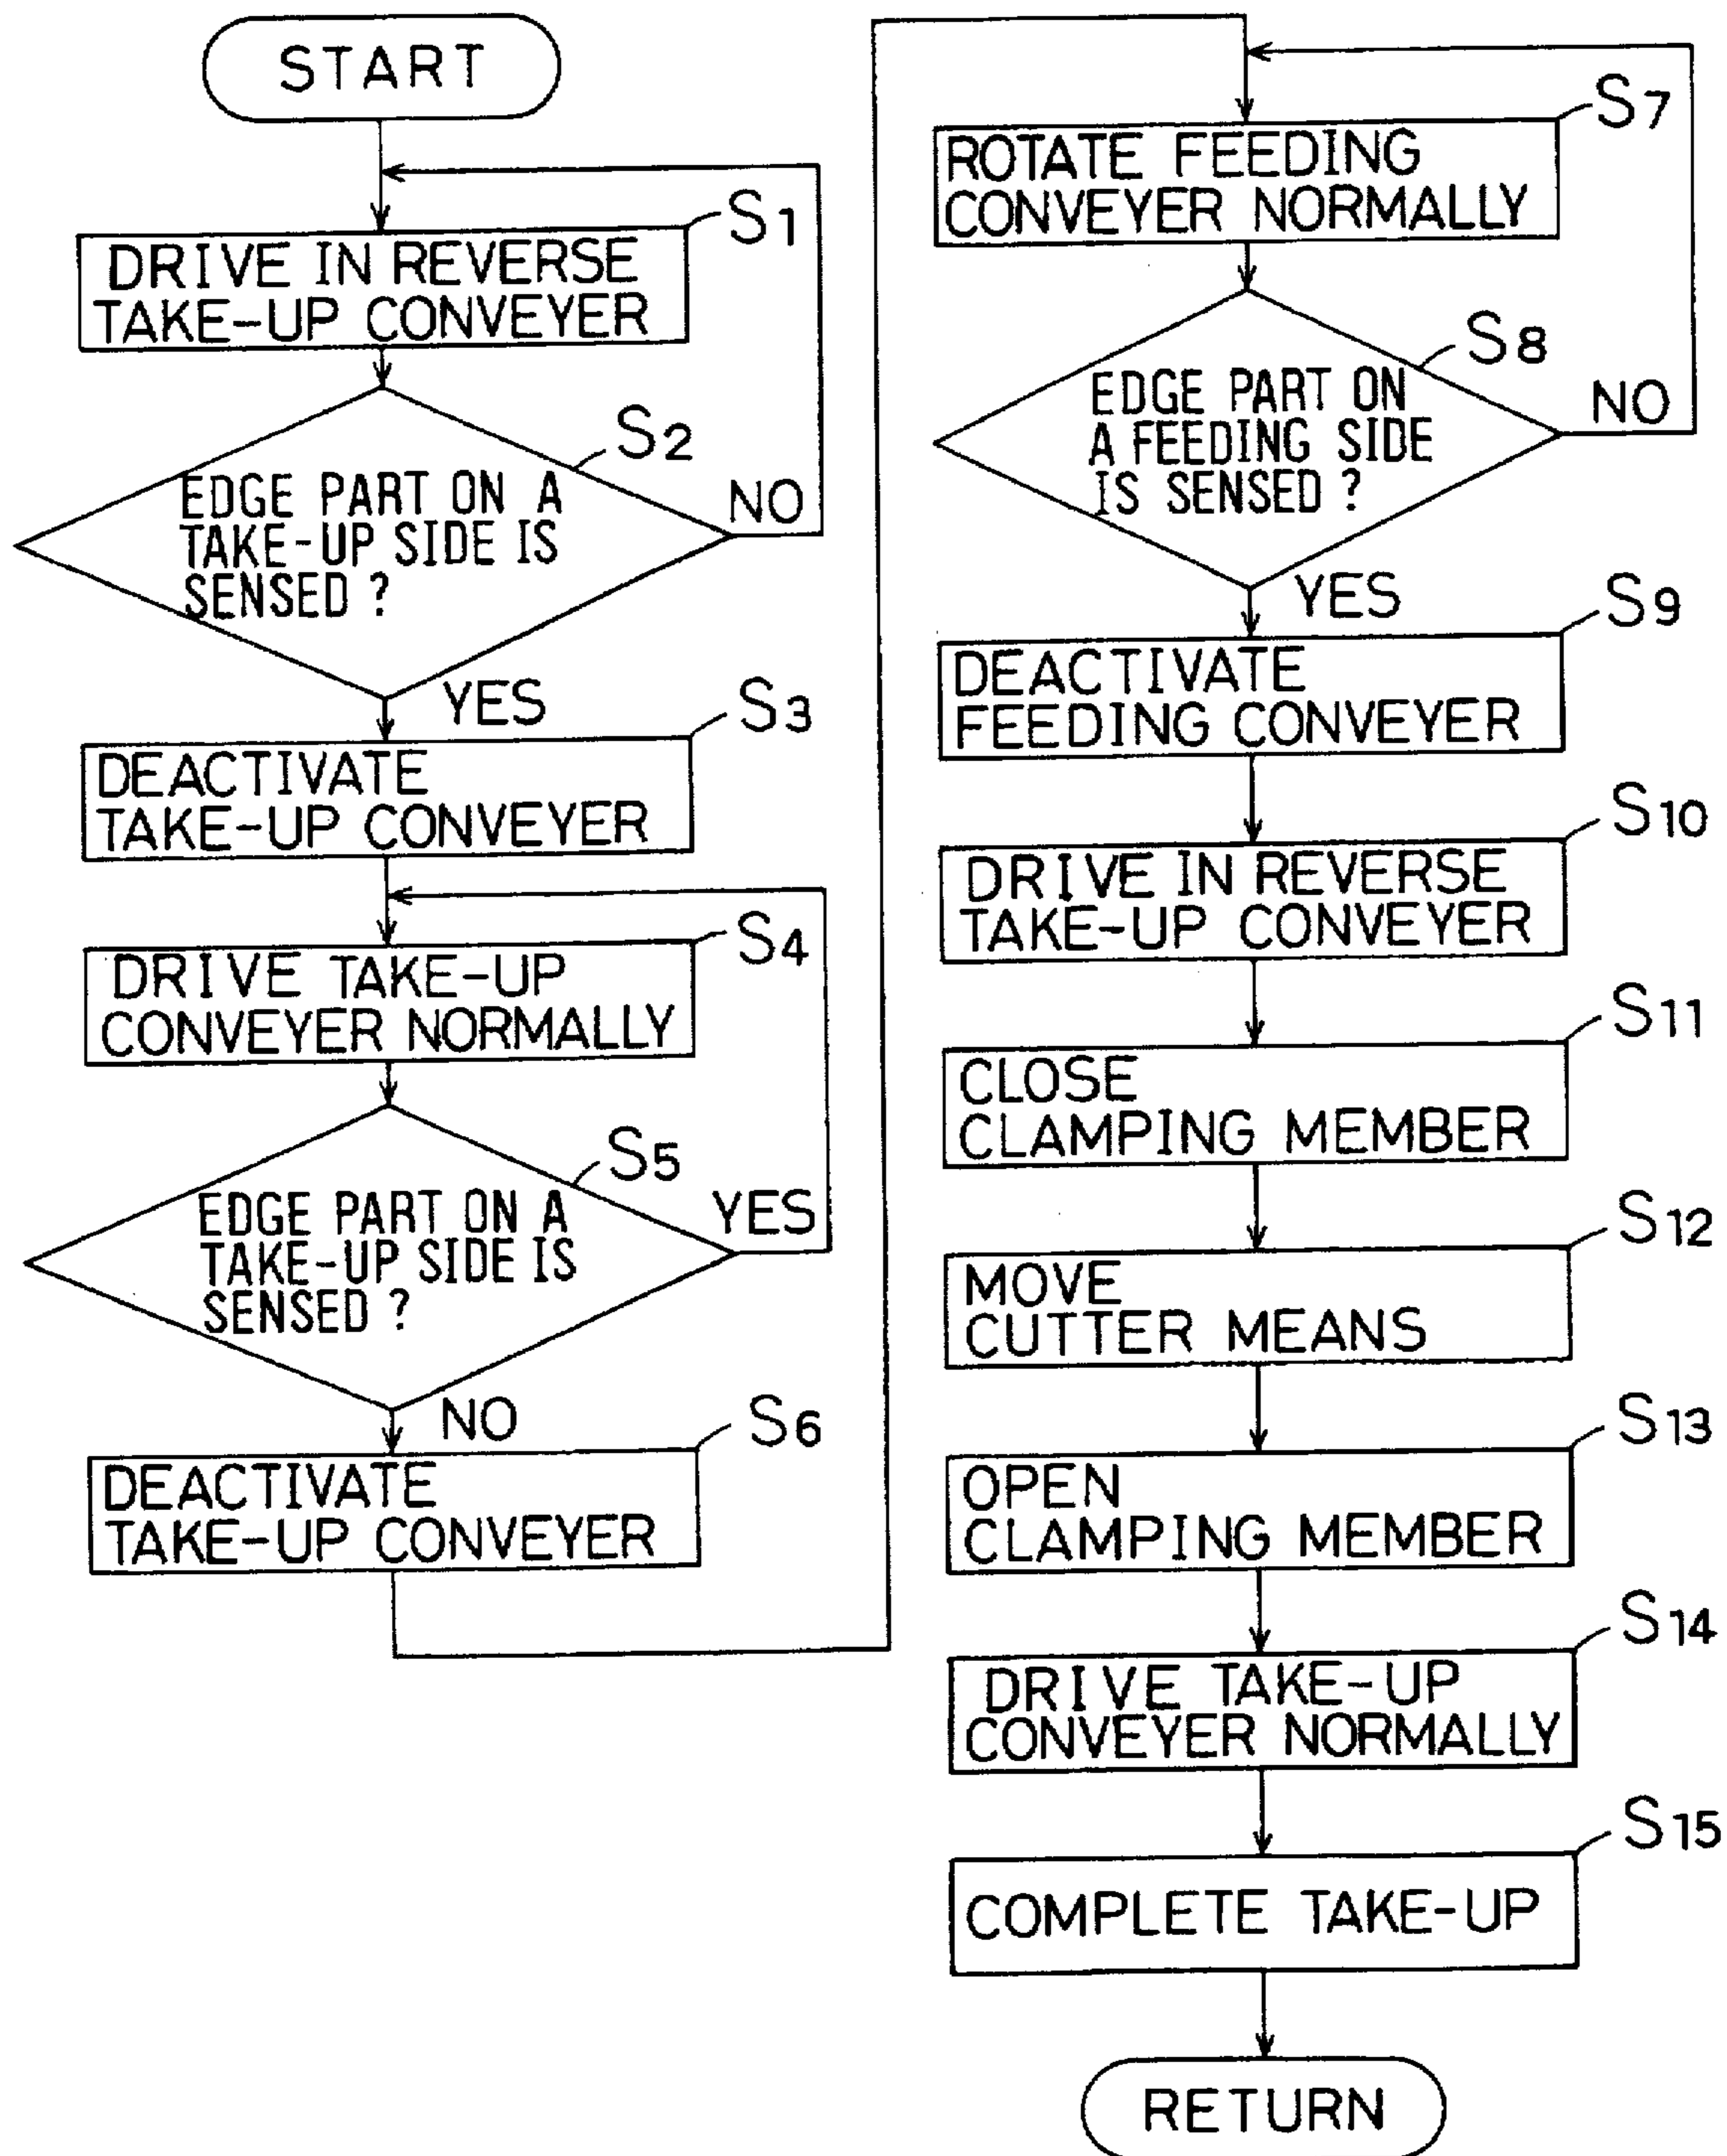 START
S1
DRIVE IN REVERSE
TAKE-UP CONVEYER
S2
EDGE PART ON A
TAKE-UP SIDE IS
SENSED ?
NO
YES
S3
DEACTIVATE
TAKE-UP CONVEYER
S4
DRIVE TAKE-UP
CONVEYER NORMALLY
S5
EDGE PART ON A
TAKE-UP SIDE IS
SENSED ?
YES
NO
S6
DEACTIVATE
TAKE-UP CONVEYER
S7
ROTATE FEEDING
CONVEYER NORMALLY
S8
EDGE PART ON
A FEEDING SIDE
IS SENSED ?
NO
YES
S9
DEACTIVATE
FEEDING CONVEYER
S10
DRIVE IN REVERSE
TAKE-UP CONVEYER
S11
CLOSE
CLAMPING MEMBER
S12
MOVE
CUTTER MEANS
S13
OPEN
CLAMPING MEMBER
S14
DRIVE TAKE-UP
CONVEYER NORMALLY
S15
COMPLETE TAKE-UP
RETURN